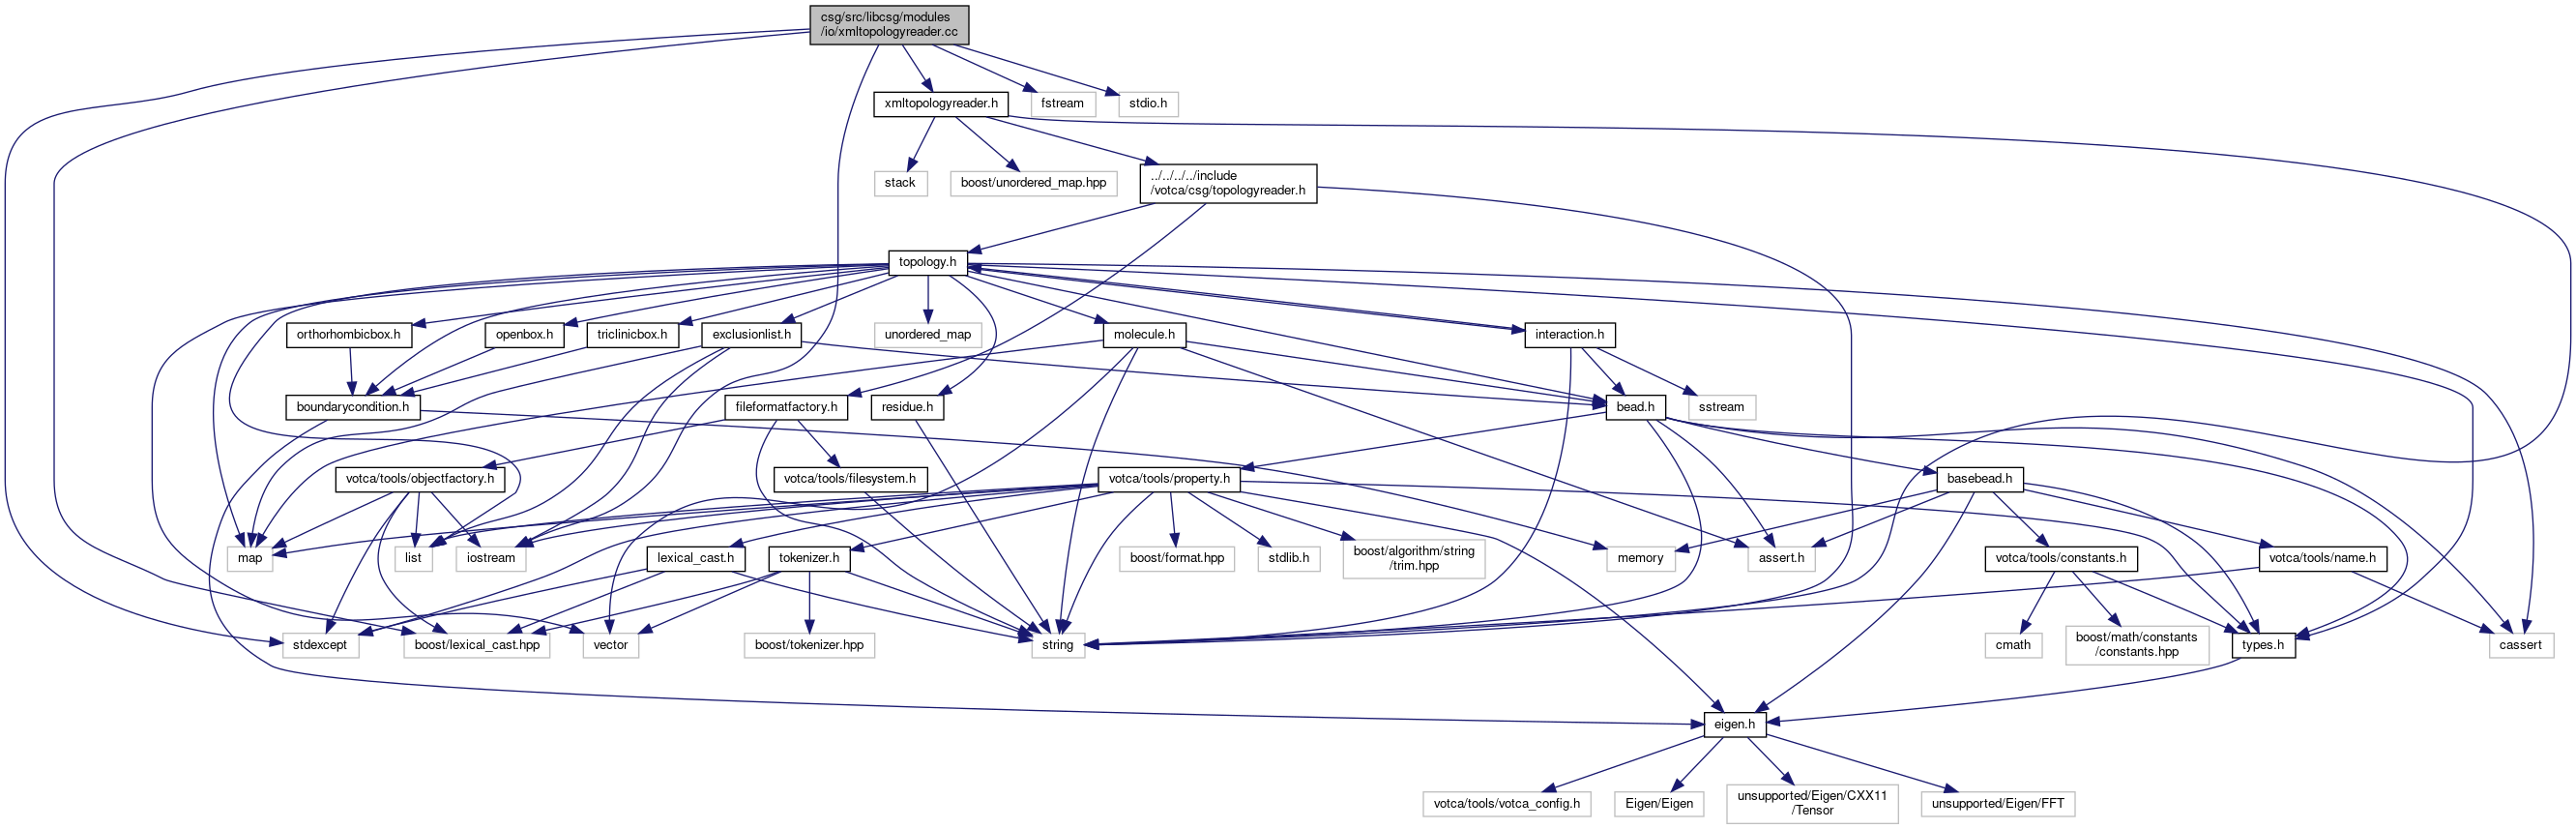 csg/src/libcsg/modules
/io/xmltopologyreader.cc
xmltopologyreader.h
fstream
stdio.h
stack
boost/unordered_map.hpp
../../../../include
/votca/csg/topologyreader.h
topology.h
orthorhombicbox.h
openbox.h
triclinicbox.h
exclusionlist.h
unordered_map
molecule.h
interaction.h
boundarycondition.h
fileformatfactory.h
residue.h
bead.h
sstream
votca/tools/objectfactory.h
votca/tools/filesystem.h
votca/tools/property.h
basebead.h
map
list
iostream
lexical_cast.h
tokenizer.h
boost/format.hpp
stdlib.h
boost/algorithm/string
/trim.hpp
memory
assert.h
votca/tools/constants.h
votca/tools/name.h
stdexcept
boost/lexical_cast.hpp
vector
boost/tokenizer.hpp
string
cmath
boost/math/constants
/constants.hpp
types.h
cassert
eigen.h
votca/tools/votca_config.h
Eigen/Eigen
unsupported/Eigen/CXX11
/Tensor
unsupported/Eigen/FFT